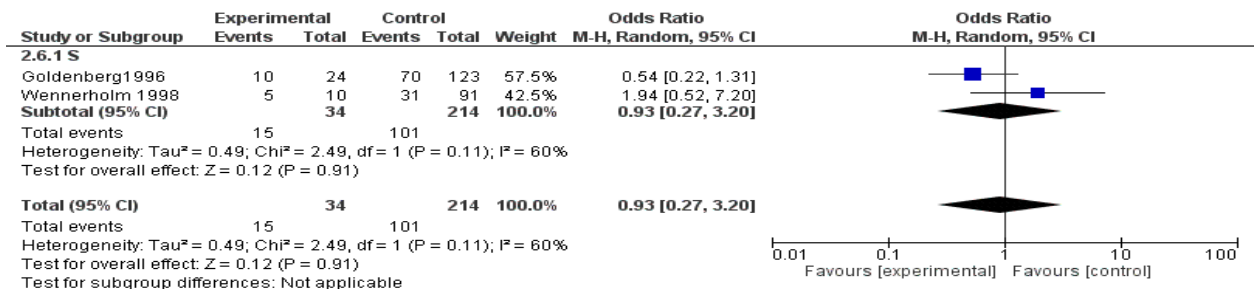 Experimental Control Odds Ratio Odds Ratio
Study or Subgroup Events Total Events Total Weight M-H, Random, 95% CI M-H, Random, 95% CI
2.6.1 S
Goldenberg1996 10 24 70 123 57.5% 0.54 [0.22, 1.31]
Wennerholm 1998 5 10 31 91 42.5% 1.94 [0.52, 7.20]
Subtotal (95% CI) 34 214 100.0% 0.93 [0.27, 3.20]
Total events 15 101
Heterogeneity: Tau² = 0.49; Chi² = 2.49, df = 1 (P = 0.11); I² = 60%
Test for overall effect: Z = 0.12 (P = 0.91)
Total (95% CI) 34 214 100.0% 0.93 [0.27, 3.20]
Total events 15 101
Heterogeneity: Tau² = 0.49; Chi² = 2.49, df = 1 (P = 0.11); I² = 60%
Test for overall effect: Z = 0.12 (P = 0.91)
Test for subgroup differences: Not applicable
0.01 0.1 1 10 100
Favours [experimental] Favours [control]